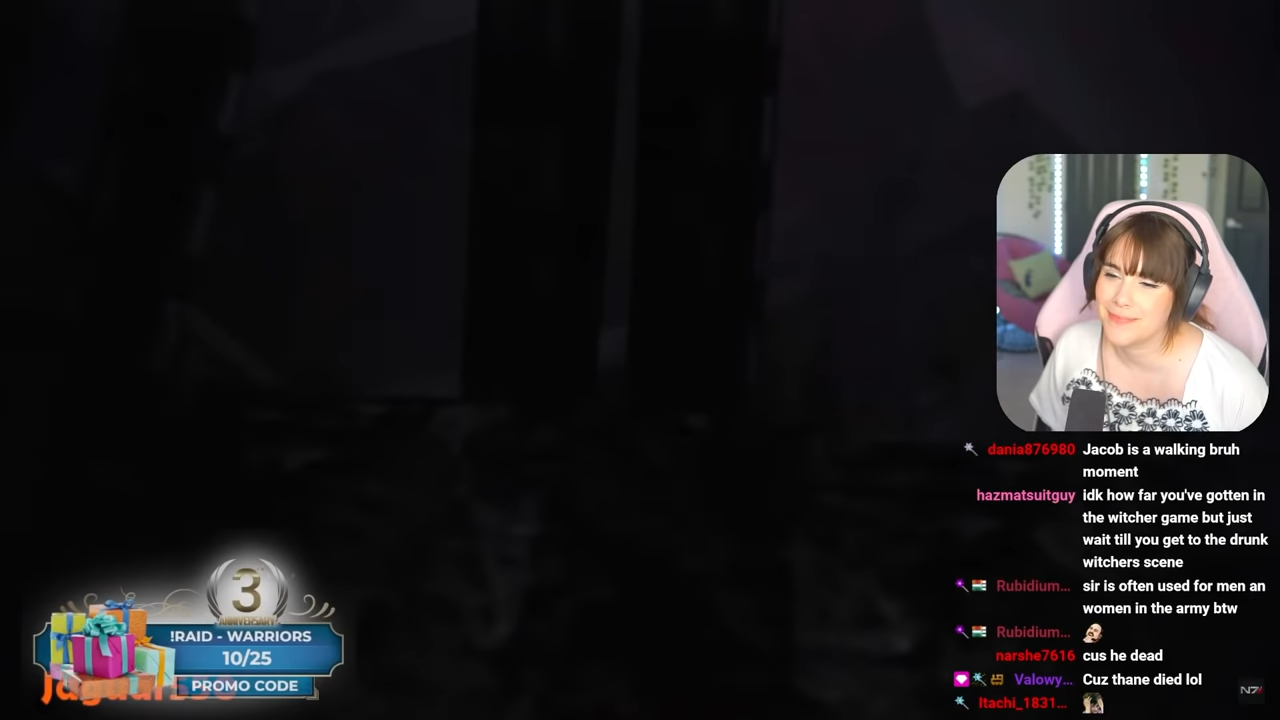 dania876980 Jacob is a walking bruh
moment
hazmatsuitguy idk how far you've gotten in
the witcher game but just
wait till you get to the drunk
witchers scene
Rubidium... sir is often used for men an
women in the army btw
Rubidium...
narshe7616 cus he dead
Valowy... Cuz thane died lol
Itachi_1831...
N7
3
ANNIVERSARY
!RAID - WARRIORS
10/25
PROMO CODE